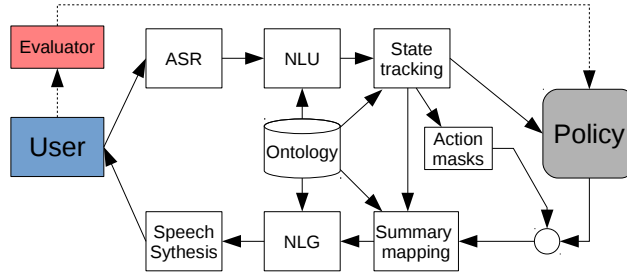 Evaluator
ASR
NLU
State
tracking
User
Ontology
Action
masks
Policy
Speech
Sythesis
NLG
Summary
mapping